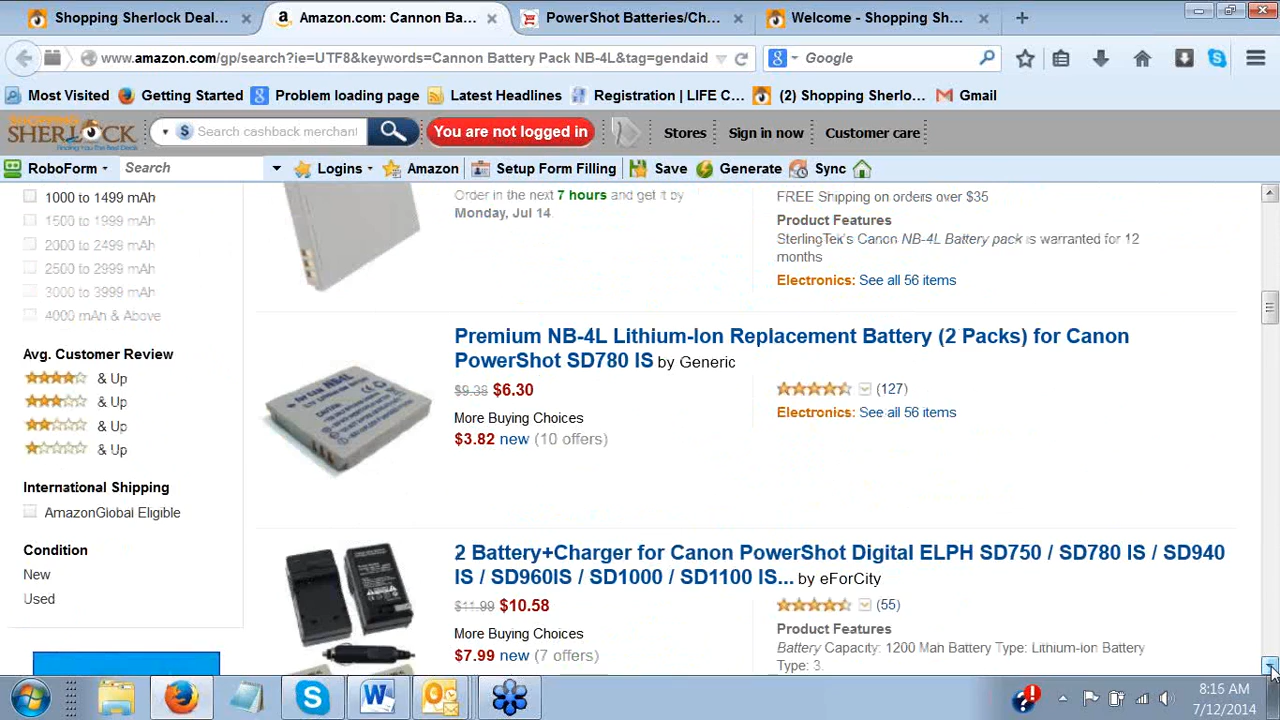 Shopping Sherlock Deal...
Amazon.com: Cannon Ba...
PowerShot Batteries/Ch...
Welcome - Shopping Sh...
www.amazon.com/gp/search?ie=UTF8&keywords=Cannon Battery Pack NB-4L&tag=gendaid
Google
Most Visited
Getting Started
Problem loading page
Latest Headlines
Registration | LIFE C...
(2) Shopping Sherlo...
Gmail
SHERLOCK
Search cashback merchant
You are not logged in
Stores
Sign in now
Customer care
RoboForm
Search
Logins
Amazon
Setup Form Filling
Save
Generate
Sync
1000 to 1499 mAh
1500 to 1999 mAh
2000 to 2499 mAh
2500 to 2999 mAh
3000 to 3999 mAh
4000 mAh & Above
Avg. Customer Review
& Up
& Up
& Up
& Up
International Shipping
AmazonGlobal Eligible
Condition
New
Used
Order in the next 7 hours and get it by
Monday, Jul 14.
FREE Shipping on orders over $35
Product Features
SterlingTek's Canon NB-4L Battery pack is warranted for 12
months
Electronics: See all 56 items
Premium NB-4L Lithium-Ion Replacement Battery (2 Packs) for Canon
PowerShot SD780 IS by Generic
$9.38 $6.30
More Buying Choices
$3.82 new (10 offers)
(127)
Electronics: See all 56 items
2 Battery+Charger for Canon PowerShot Digital ELPH SD750 / SD780 IS / SD940
IS / SD960IS / SD1000 / SD1100 IS... by eForCity
$11.99 $10.58
More Buying Choices
$7.99 new (7 offers)
(55)
Product Features
Battery Capacity: 1200 Mah Battery Type: Lithium-ion Battery
Type: 3.
8:15 AM
7/12/2014